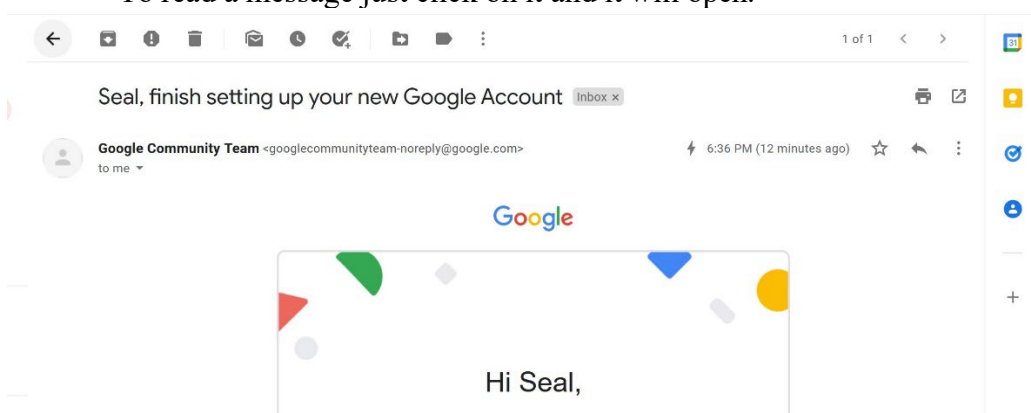 To read a message just click on it and it will open.
1 of 1
31
Seal, finish setting up your new Google Account Inbox ×
Google Community Team <googlecommunityteam-noreply@google.com> 6:36 PM (12 minutes ago)
to me
Google
Hi Seal,